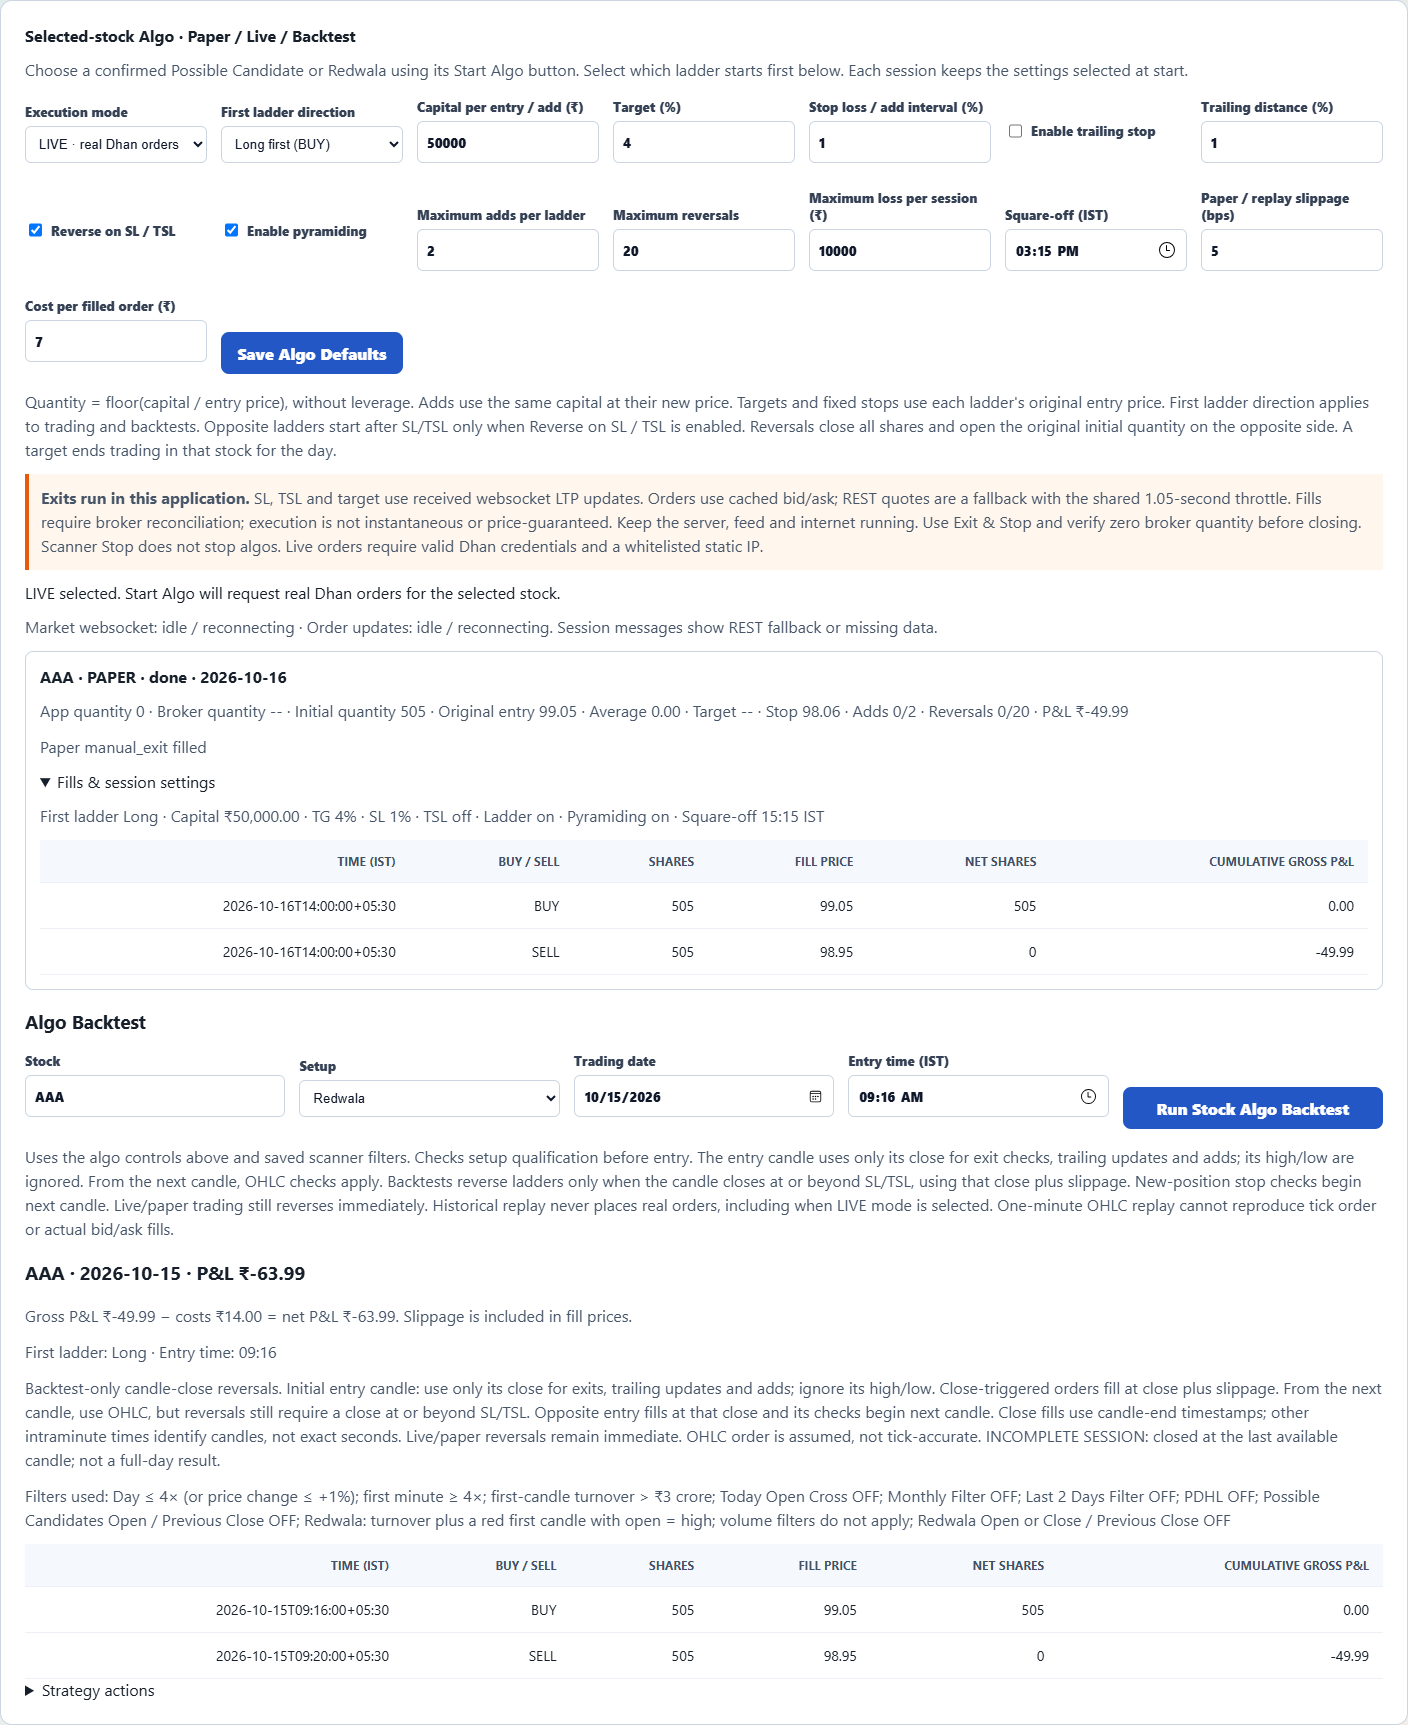 Selected-stock Algo · Paper / Live / Backtest
Choose a confirmed Possible Candidate or Redwala using its Start Algo button. Select which ladder starts first below. Each session keeps the settings selected at start.
Execution mode
LIVE · real Dhan orders
First ladder direction
Long first (BUY)
Capital per entry / add (₹)
50000
Target (%)
4
Stop loss / add interval (%)
1
Enable trailing stop
Trailing distance (%)
1
Reverse on SL / TSL
Enable pyramiding
Maximum adds per ladder
2
Maximum reversals
20
Maximum loss per session
(₹)
10000
Square-off (IST)
03:15 PM
Paper / replay slippage
(bps)
5
Cost per filled order (₹)
7
Save Algo Defaults
Quantity = floor(capital / entry price), without leverage. Adds use the same capital at their new price. Targets and fixed stops use each ladder's original entry price. First ladder direction applies
to trading and backtests. Opposite ladders start after SL/TSL only when Reverse on SL / TSL is enabled. Reversals close all shares and open the original initial quantity on the opposite side. A
target ends trading in that stock for the day.
Exits run in this application. SL, TSL and target use received websocket LTP updates. Orders use cached bid/ask; REST quotes are a fallback with the shared 1.05-second throttle. Fills
require broker reconciliation; execution is not instantaneous or price-guaranteed. Keep the server, feed and internet running. Use Exit & Stop and verify zero broker quantity before closing.
Scanner Stop does not stop algos. Live orders require valid Dhan credentials and a whitelisted static IP.
LIVE selected. Start Algo will request real Dhan orders for the selected stock.
Market websocket: idle / reconnecting · Order updates: idle / reconnecting. Session messages show REST fallback or missing data.
AAA · PAPER · done · 2026-10-16
App quantity 0 · Broker quantity -- · Initial quantity 505 · Original entry 99.05 · Average 0.00 · Target -- · Stop 98.06 · Adds 0/2 · Reversals 0/20 · P&L ₹-49.99
Paper manual_exit filled
▼ Fills & session settings
First ladder Long · Capital ₹50,000.00 · TG 4% · SL 1% · TSL off · Ladder on · Pyramiding on · Square-off 15:15 IST
TIME (IST) BUY / SELL SHARES FILL PRICE NET SHARES CUMULATIVE GROSS P&L
2026-10-16T14:00:00+05:30 BUY 505 99.05 505 0.00
2026-10-16T14:00:00+05:30 SELL 505 98.95 0 -49.99
Algo Backtest
Stock
AAA
Setup
Redwala
Trading date
10/15/2026
Entry time (IST)
09:16 AM
Run Stock Algo Backtest
Uses the algo controls above and saved scanner filters. Checks setup qualification before entry. The entry candle uses only its close for exit checks, trailing updates and adds; its high/low are
ignored. From the next candle, OHLC checks apply. Backtests reverse ladders only when the candle closes at or beyond SL/TSL, using that close plus slippage. New-position stop checks begin
next candle. Live/paper trading still reverses immediately. Historical replay never places real orders, including when LIVE mode is selected. One-minute OHLC replay cannot reproduce tick order
or actual bid/ask fills.
AAA · 2026-10-15 · P&L ₹-63.99
Gross P&L ₹-49.99 − costs ₹14.00 = net P&L ₹-63.99. Slippage is included in fill prices.
First ladder: Long · Entry time: 09:16
Backtest-only candle-close reversals. Initial entry candle: use only its close for exits, trailing updates and adds; ignore its high/low. Close-triggered orders fill at close plus slippage. From the next
candle, use OHLC, but reversals still require a close at or beyond SL/TSL. Opposite entry fills at that close and its checks begin next candle. Close fills use candle-end timestamps; other
intraminute times identify candles, not exact seconds. Live/paper reversals remain immediate. OHLC order is assumed, not tick-accurate. INCOMPLETE SESSION: closed at the last available
candle; not a full-day result.
Filters used: Day ≤ 4× (or price change ≤ +1%); first minute ≥ 4×; first-candle turnover > ₹3 crore; Today Open Cross OFF; Monthly Filter OFF; Last 2 Days Filter OFF; PDHL OFF; Possible
Candidates Open / Previous Close OFF; Redwala: turnover plus a red first candle with open = high; volume filters do not apply; Redwala Open or Close / Previous Close OFF
TIME (IST) BUY / SELL SHARES FILL PRICE NET SHARES CUMULATIVE GROSS P&L
2026-10-15T09:16:00+05:30 BUY 505 99.05 505 0.00
2026-10-15T09:20:00+05:30 SELL 505 98.95 0 -49.99
▶ Strategy actions